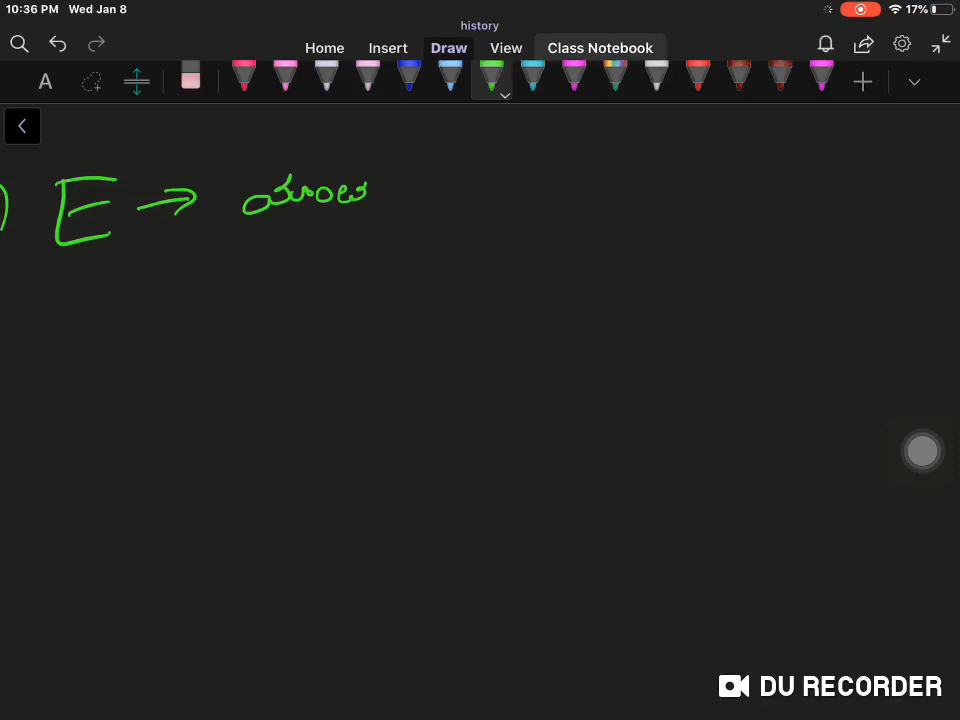 10:36 PM Wed Jan 8
17%
history
Home Insert Draw View Class Notebook
A
) E →
DU RECORDER